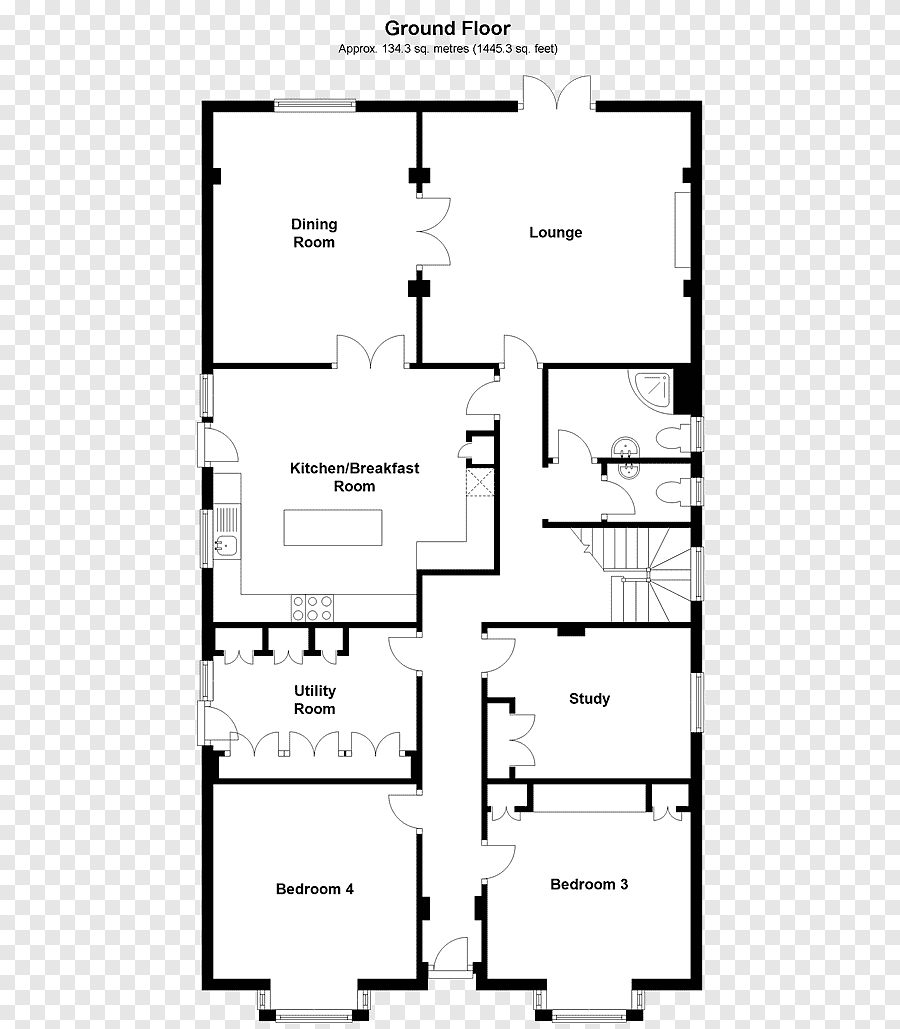 Ground Floor
Approx. 134.3 sq. metres (1445.3 sq. feet)
Dining
Room
Lounge
Kitchen/Breakfast
Room
Utility
Room
Study
Bedroom 4
Bedroom 3